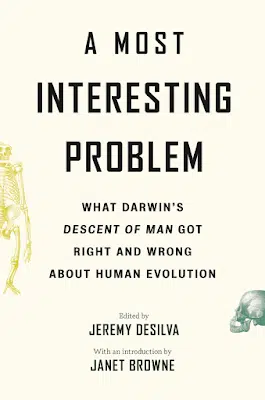 A MOST
INTERESTING
PROBLEM
WHAT DARWIN'S
DESCENT OF MAN GOT
RIGHT AND WRONG
ABOUT HUMAN EVOLUTION
Edited by
JEREMY DESILVA
With an introduction by
JANET BROWNE